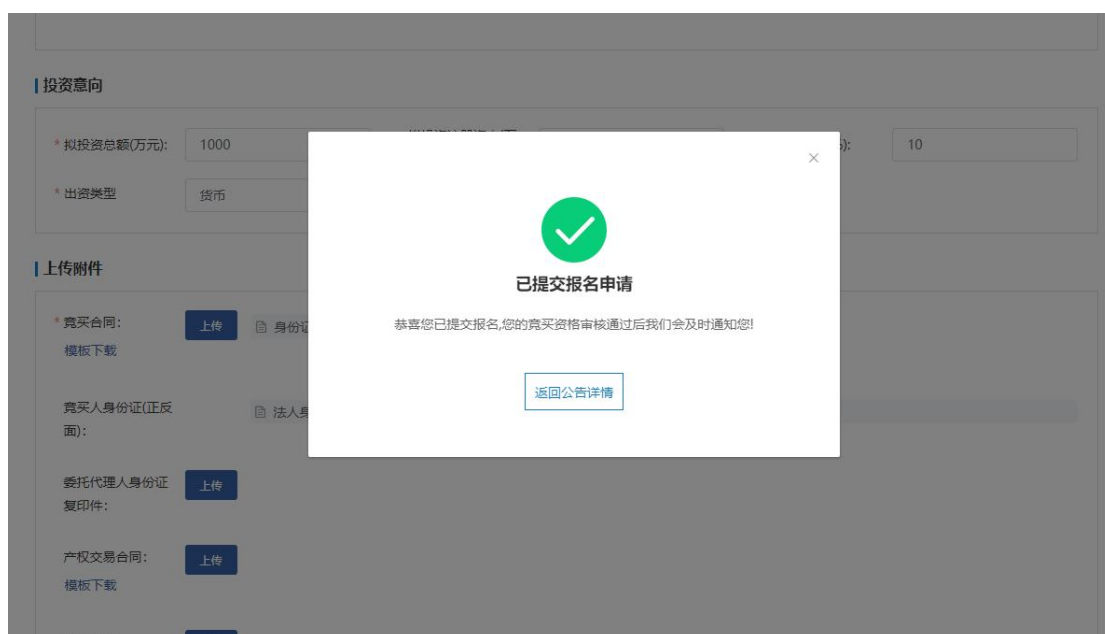 投资意向
* 拟投资总额(万元): 1000
): 10
* 出资类型 货币
上传附件
* 竞买合同: 上传 身份证
模板下载
竞买人身份证(正反
面): 法人身
委托代理人身份证
复印件: 上传
产权交易合同: 上传
模板下载
已提交报名申请
恭喜您已提交报名,您的竞买资格审核通过后我们会及时通知您!
返回公告详情